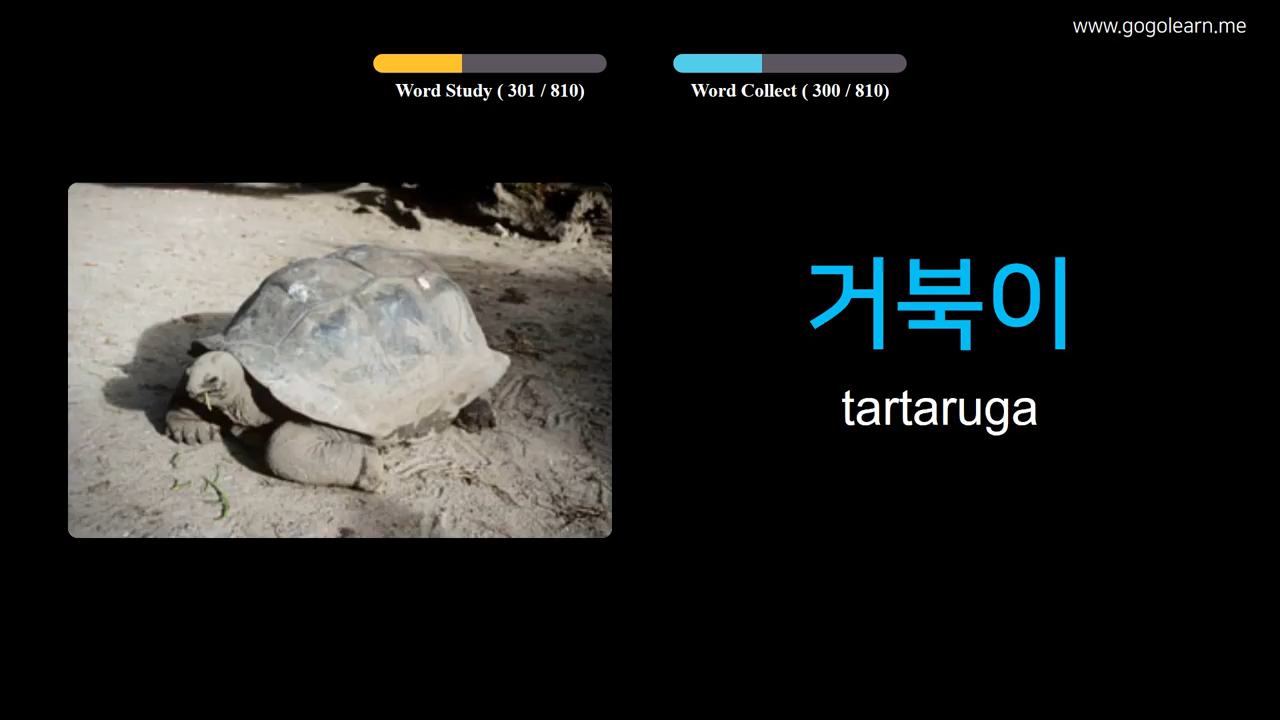 www.gogolearn.me
Word Study ( 301 / 810)
Word Collect ( 300 / 810)
거북이
tartaruga